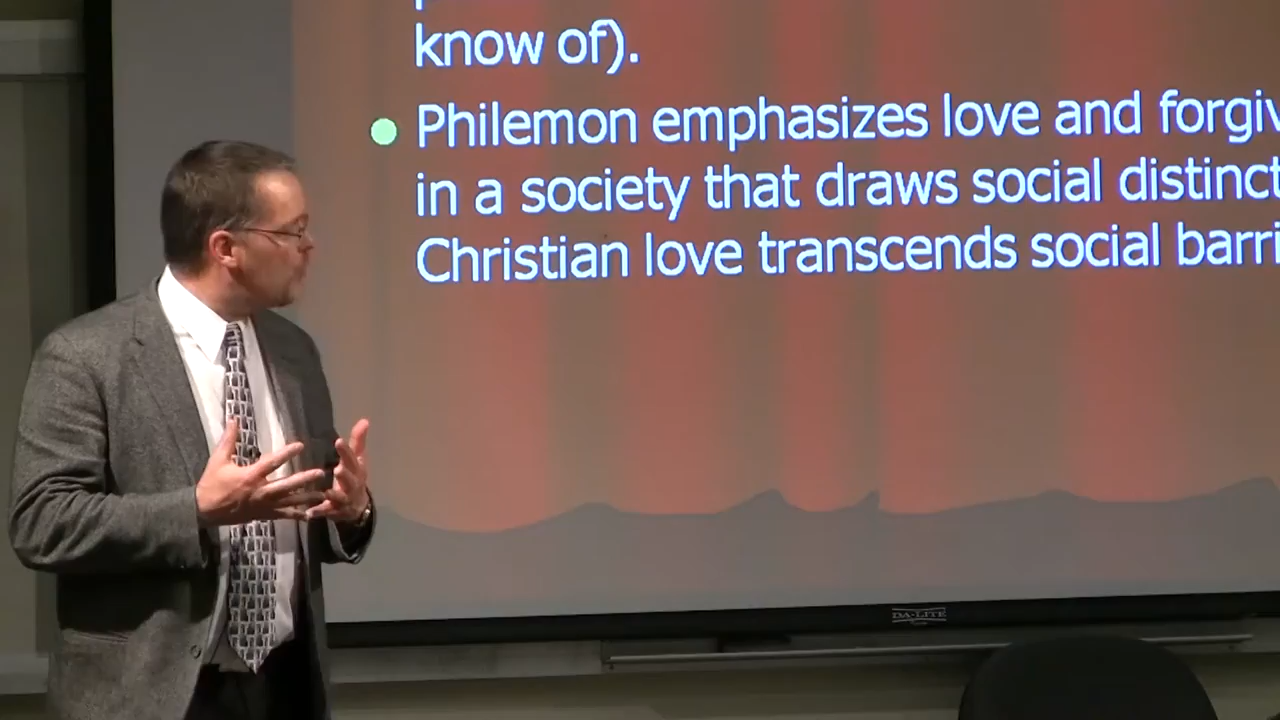 know of).
Philemon emphasizes love and forgiv
in a society that draws social distinct
Christian love transcends social barri
DA-LITE